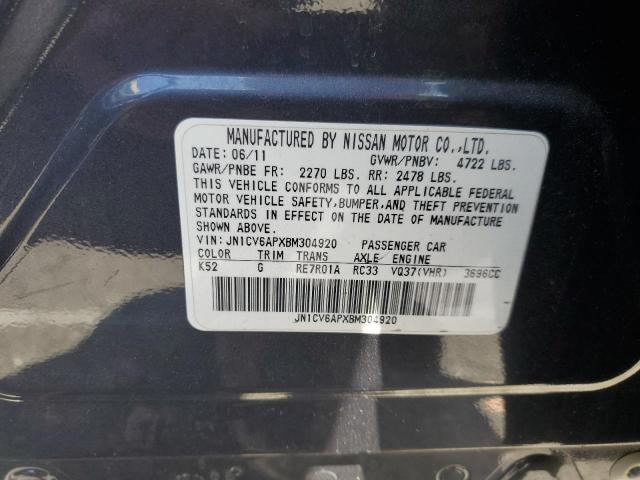 MANUFACTURED BY NISSAN MOTOR CO.,LTD.
DATE: 06/11 GVWR/PNBV: 4722 LBS.
GAWR/PNBE FR: 2270 LBS. RR: 2478 LBS.
THIS VEHICLE CONFORMS TO ALL APPLICABLE FEDERAL
MOTOR VEHICLE SAFETY,BUMPER,AND THEFT PREVENTION
STANDARDS IN EFFECT ON THE DATE OF MANUFACTURE
SHOWN ABOVE.
VIN:JN1CV6APXBM304920 PASSENGER CAR
COLOR TRIM TRANS AXLE ENGINE
K52 G RE7R01A RC33 VQ37(VHR) 3696CC
JN1CV6APXBM304920